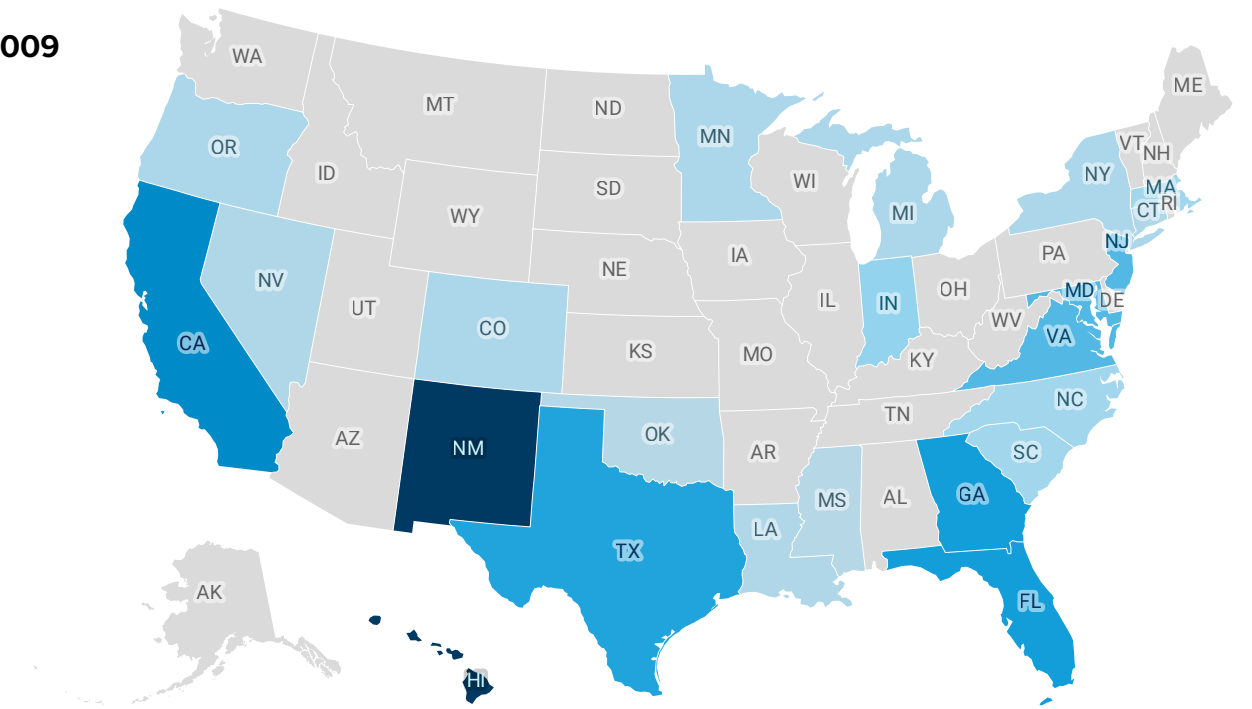 009
WA
ME
MT
ND
VT
NH
MN
OR
ID
SD
WI
NY
MA
CT
RI
WY
MI
IA
PA
NJ
NE
NV
IL
IN
OH
MD
DE
UT
CO
WV
CA
KS
MO
KY
VA
NC
AZ
NM
OK
TN
AR
SC
MS
AL
GA
LA
TX
AK
FL
HI